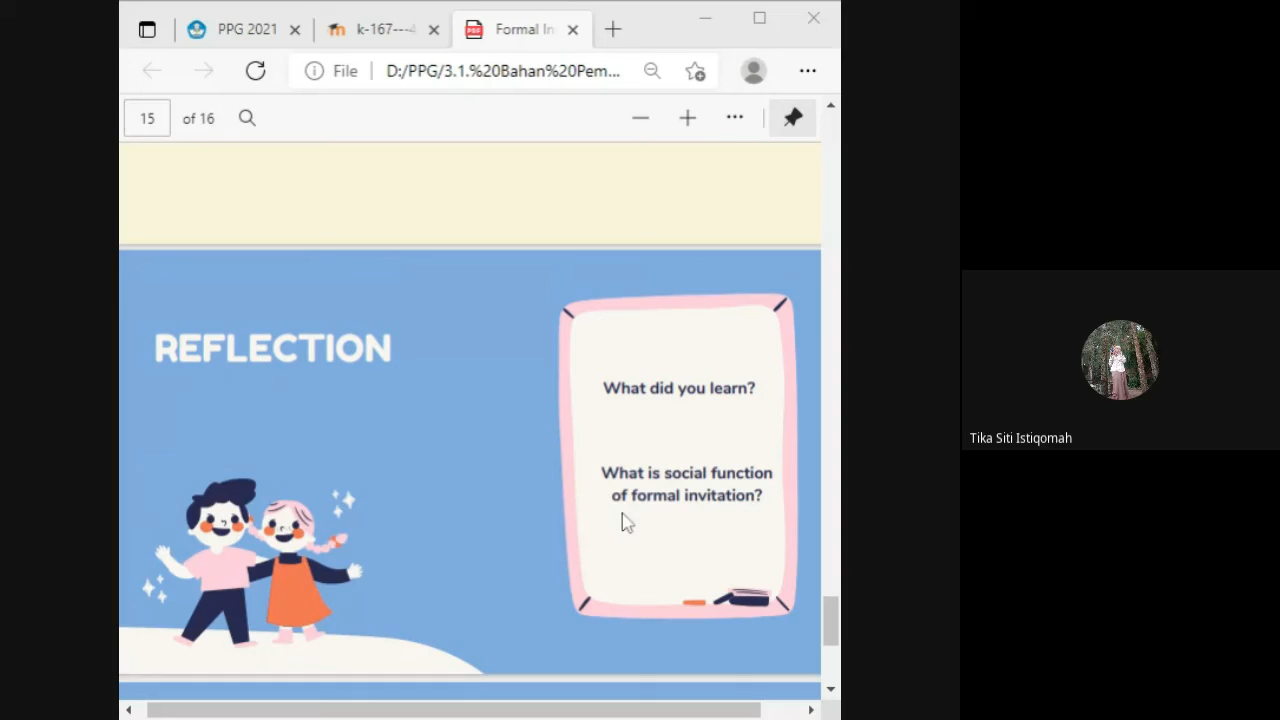 PPG 2021
k-167---4
Formal In
File
D:/PPG/3.1.%20Bahan%20Pem...
15
of 16
REFLECTION
What did you learn?
What is social function
of formal invitation?
Tika Siti Istiqomah